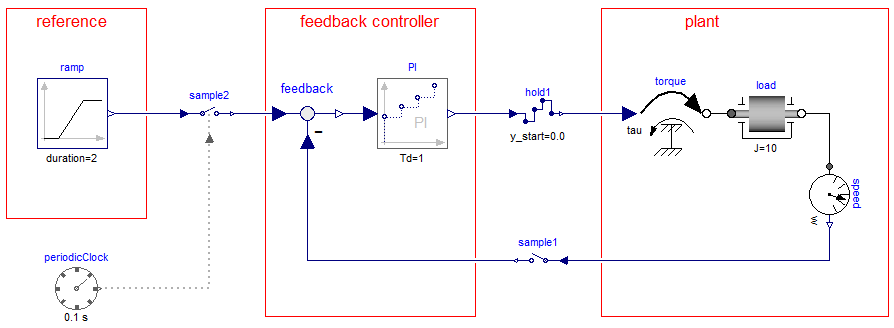 reference
feedback controller
plant
ramp
duration=2
sample2
feedback
-
PI
PI
Td=1
hold1
y_start=0.0
torque
tau
load
J=10
speed
w
sample1
periodicClock
0.1 s